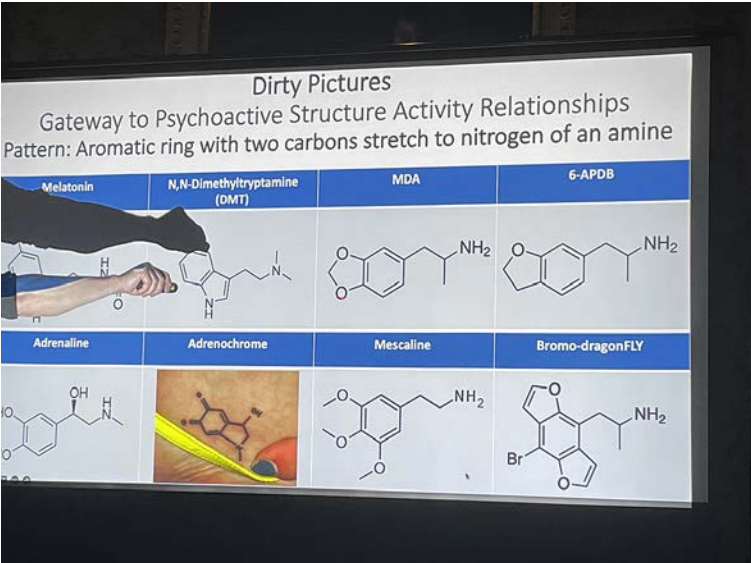 Dirty Pictures
Gateway to Psychoactive Structure Activity Relationships
Pattern: Aromatic ring with two carbons stretch to nitrogen of an amine
Melatonin
N,N-Dimethyltryptamine
(DMT)
MDA
6-APDB
H
N
O
H
N
N
H
O
O
NH2
O
NH2
Adrenaline
Adrenochrome
Mescaline
Bromo-dragonFLY
HO
OH
H
N
O
O
O
NH2
O
NH2
Br
O